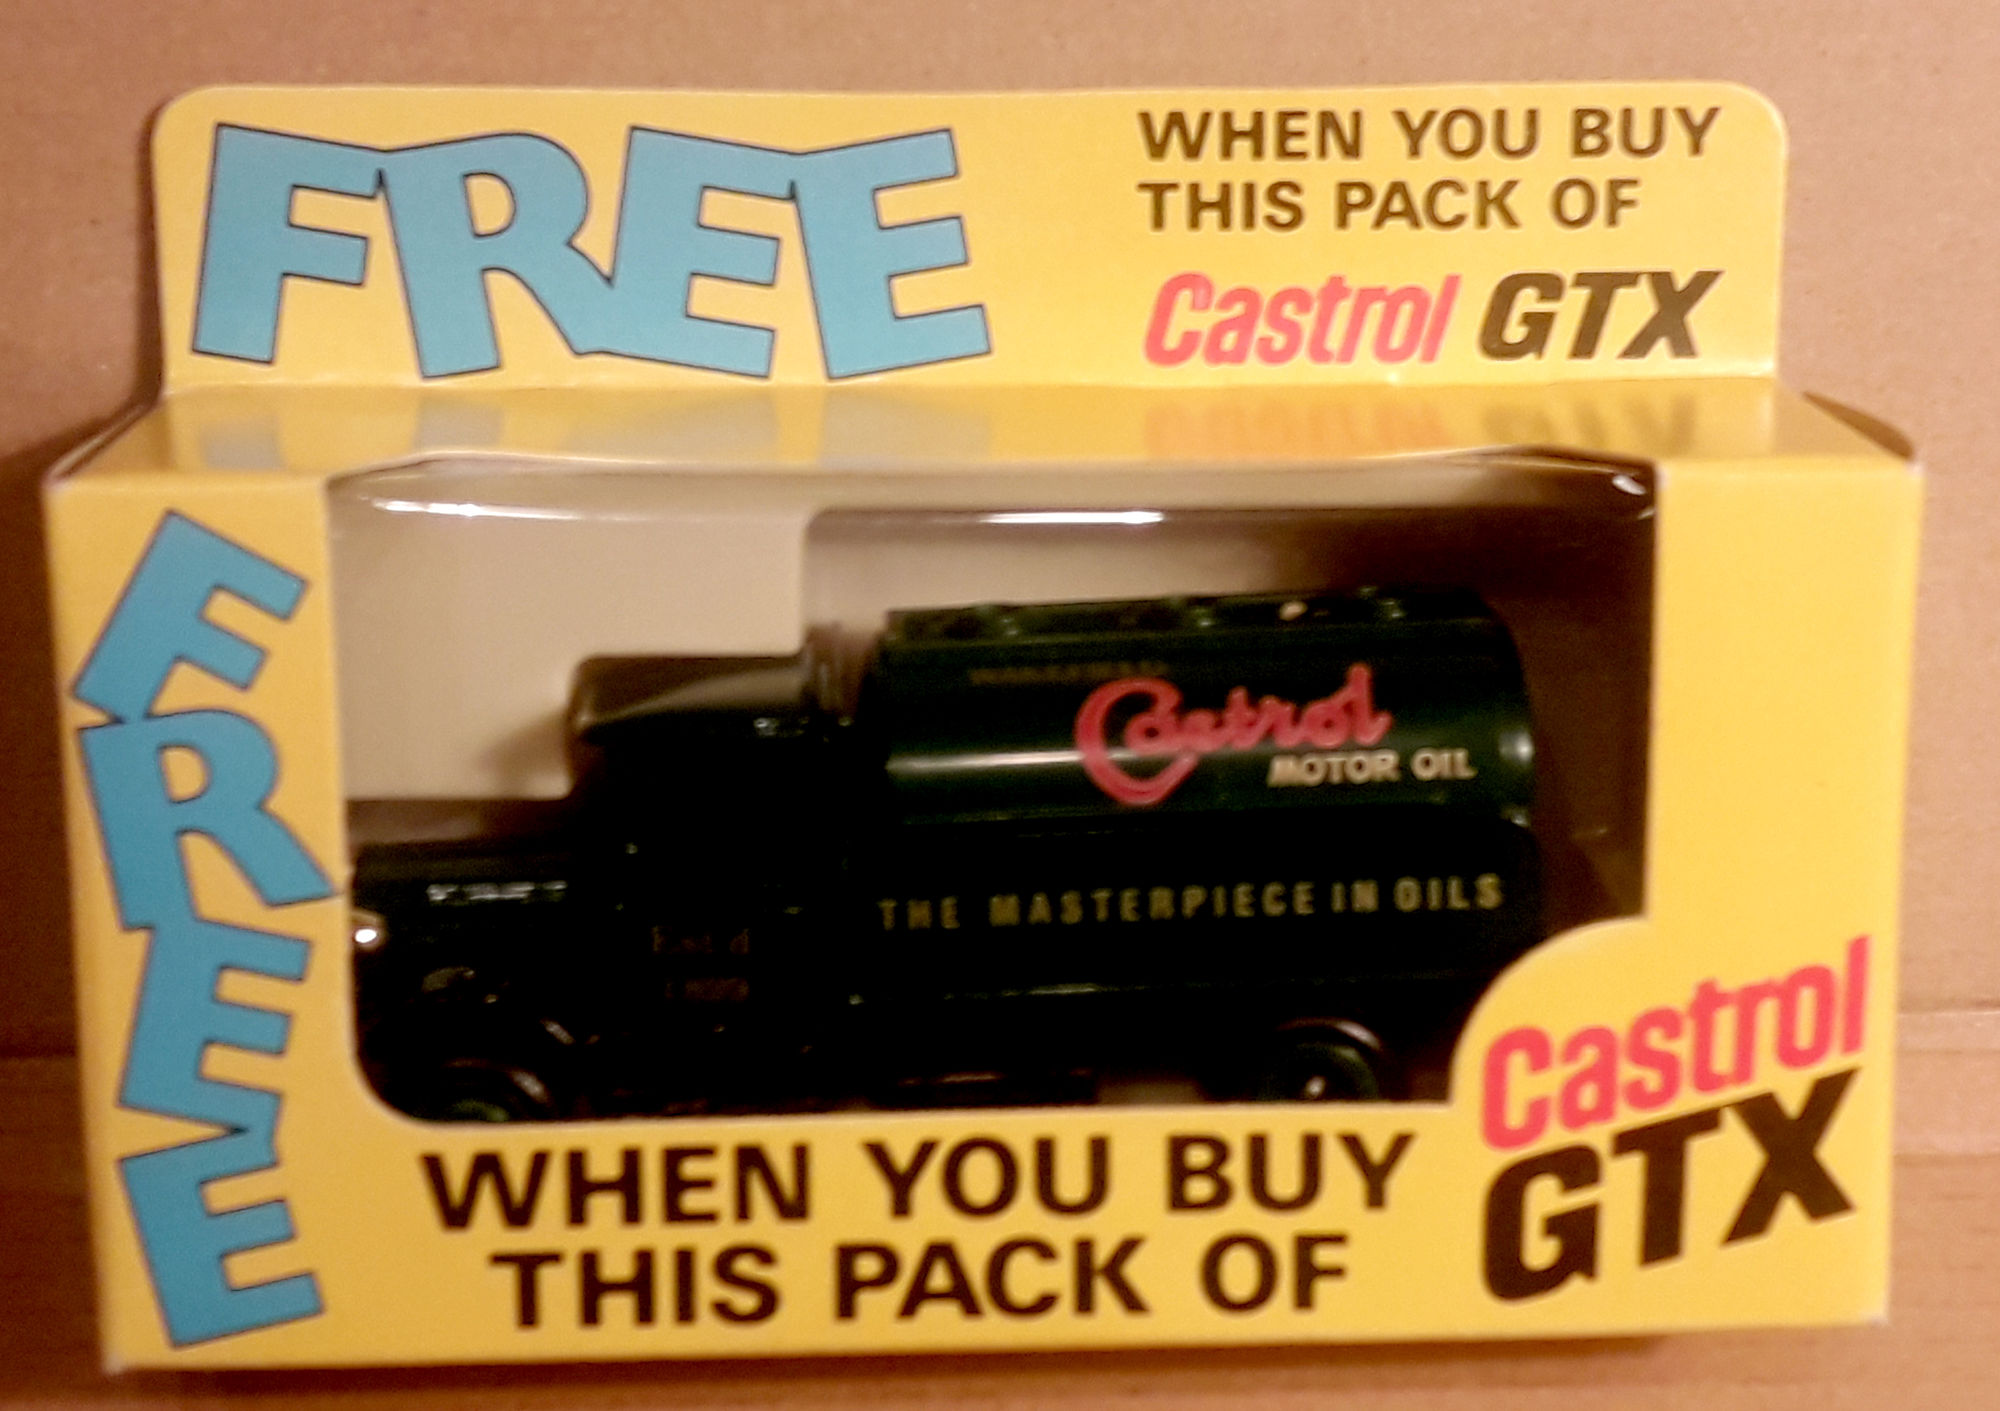 FREE
WHEN YOU BUY
THIS PACK OF
Castrol GTX
FREE
Castrol
MOTOR OIL
THE MASTERPIECE IN OILS
Est'd
Castrol
GTX
WHEN YOU BUY
THIS PACK OF